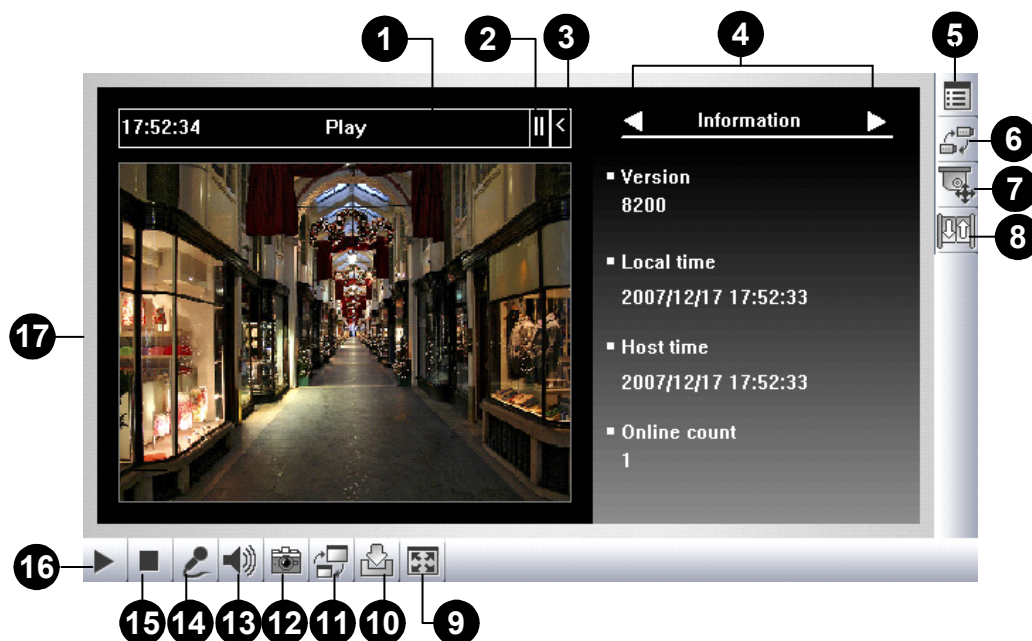 1 2 3 4 5
17:52:34 Play || <
Information
6
Version
8200
7
8
Local time
2007/12/17 17:52:33
17
Host time
2007/12/17 17:52:33
Online count
1
16
15 14 13 12 11 10 9